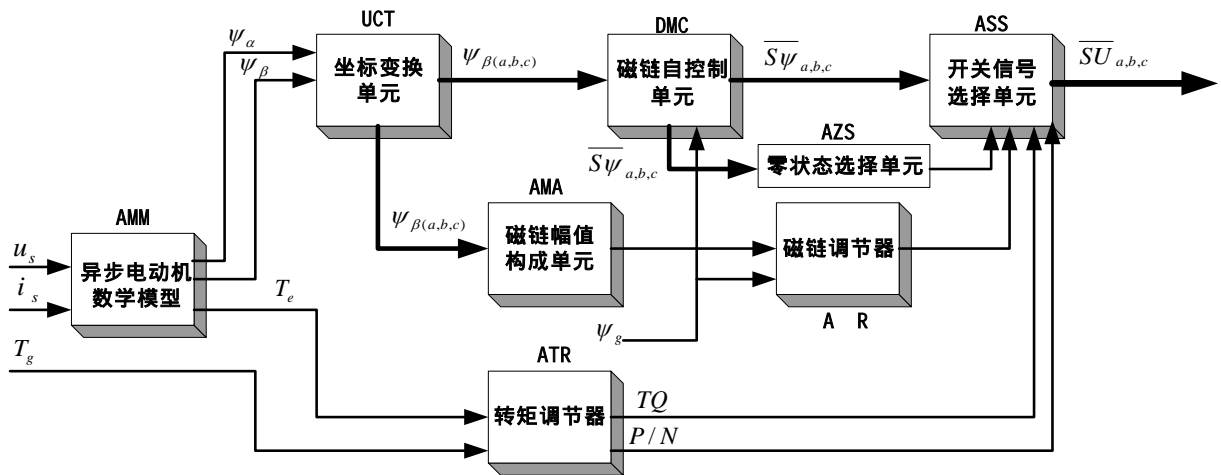 UCT
DMC
ASS
ψα
ψβ
坐标变换
单元
ψβ(a,b,c)
磁链自控制
单元
S̅ψ̅a,b,c
开关信号
选择单元
S̅U̅a,b,c
AZS
S̅ψ̅a,b,c
零状态选择单元
AMA
AMM
ψβ(a,b,c)
磁链幅值
构成单元
磁链调节器
us
异步电动机
数学模型
is
Te
A R
ψg
Tg
ATR
转矩调节器
TQ
P/N